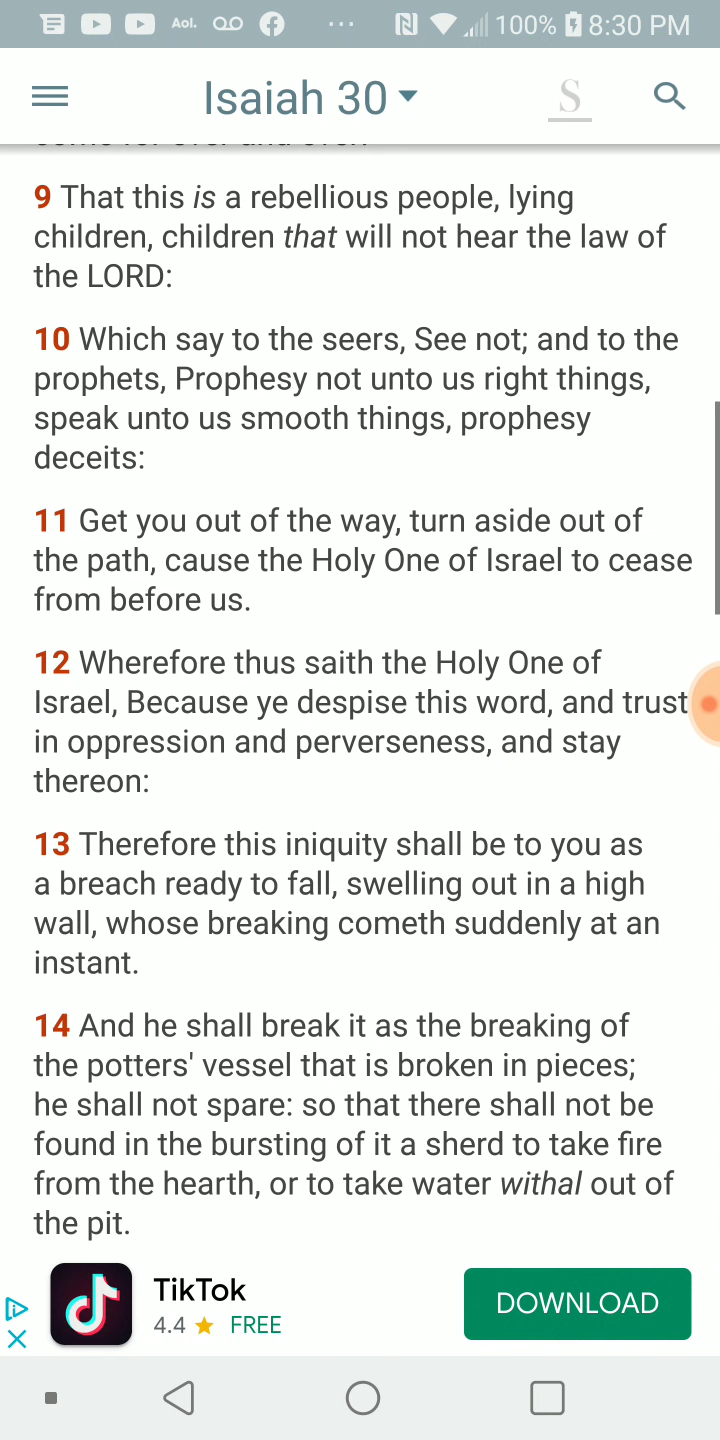 Aol. ... 100% 8:30 PM
Isaiah 30 S
9 That this is a rebellious people, lying
children, children that will not hear the law of
the LORD:
10 Which say to the seers, See not; and to the
prophets, Prophesy not unto us right things,
speak unto us smooth things, prophesy
deceits:
11 Get you out of the way, turn aside out of
the path, cause the Holy One of Israel to cease
from before us.
12 Wherefore thus saith the Holy One of
Israel, Because ye despise this word, and trust
in oppression and perverseness, and stay
thereon:
13 Therefore this iniquity shall be to you as
a breach ready to fall, swelling out in a high
wall, whose breaking cometh suddenly at an
instant.
14 And he shall break it as the breaking of
the potters' vessel that is broken in pieces;
he shall not spare: so that there shall not be
found in the bursting of it a sherd to take fire
from the hearth, or to take water withal out of
the pit.
TikTok
4.4 ★ FREE
DOWNLOAD